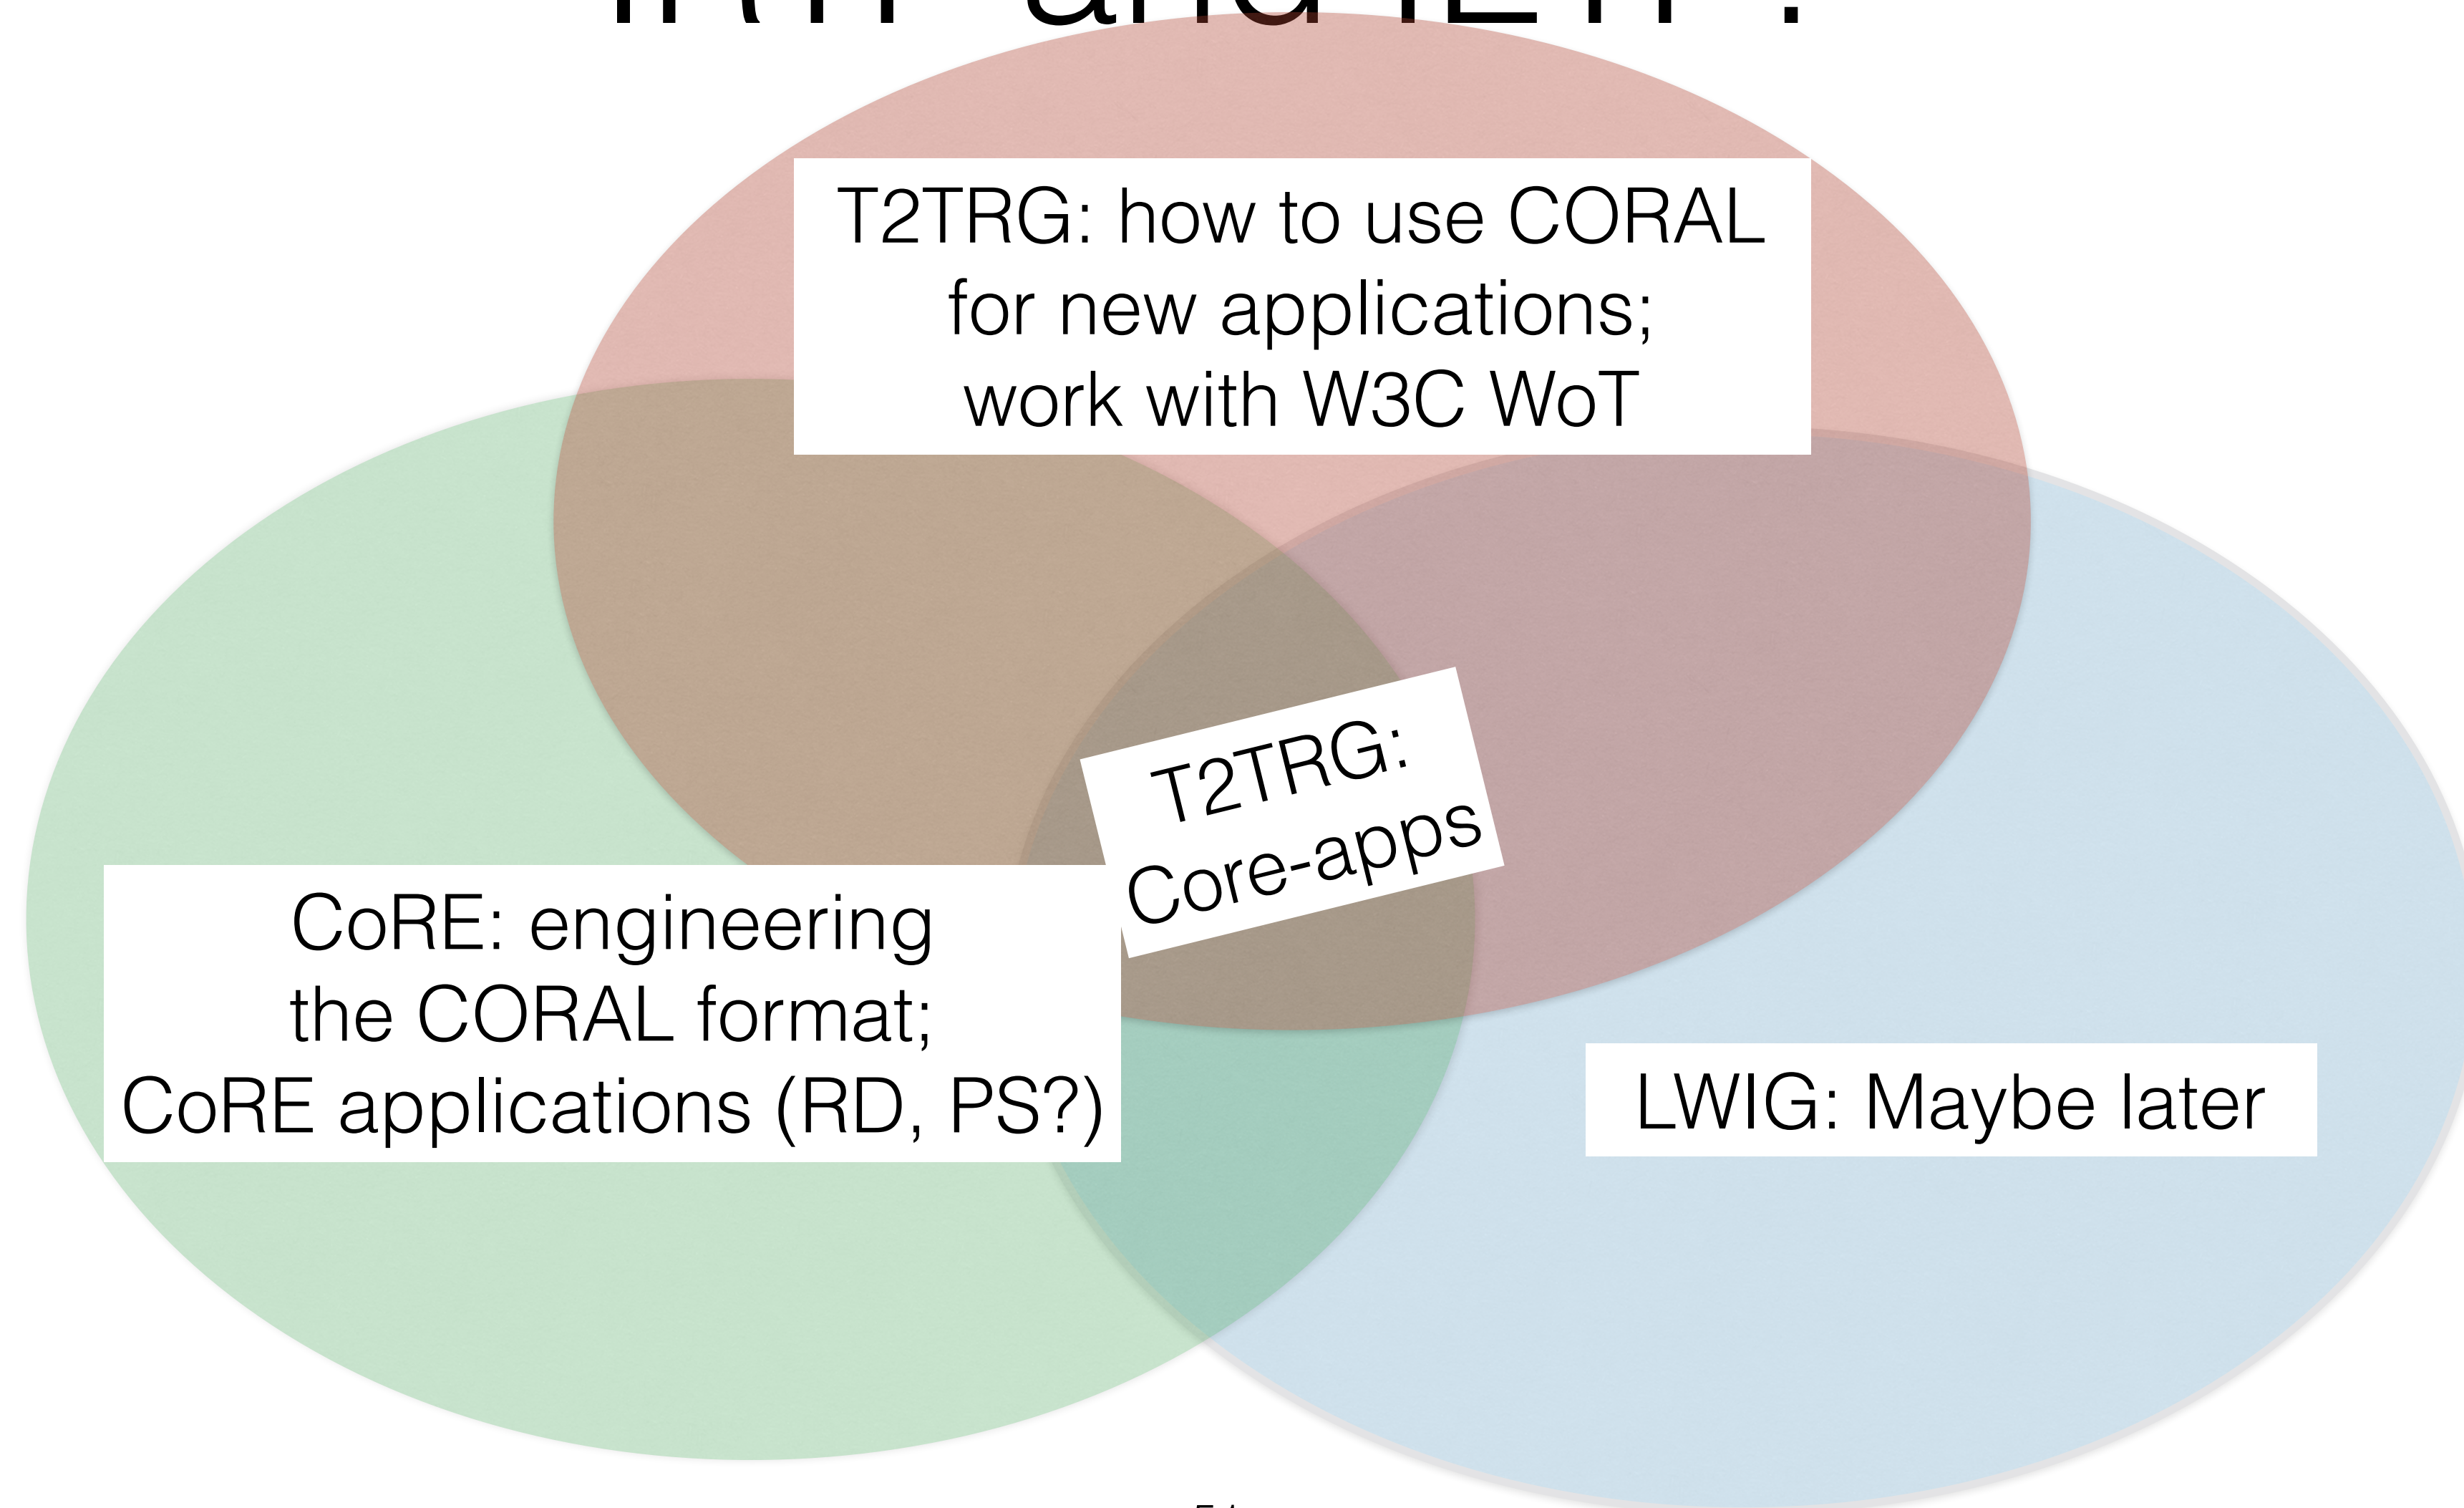 and
T2TRG: how to use CORAL
for new applications;
work with W3C WoT
T2TRG:
Core-apps
CoRE: engineering
the CORAL format;
CoRE applications (RD, PS?)
LWIG: Maybe later